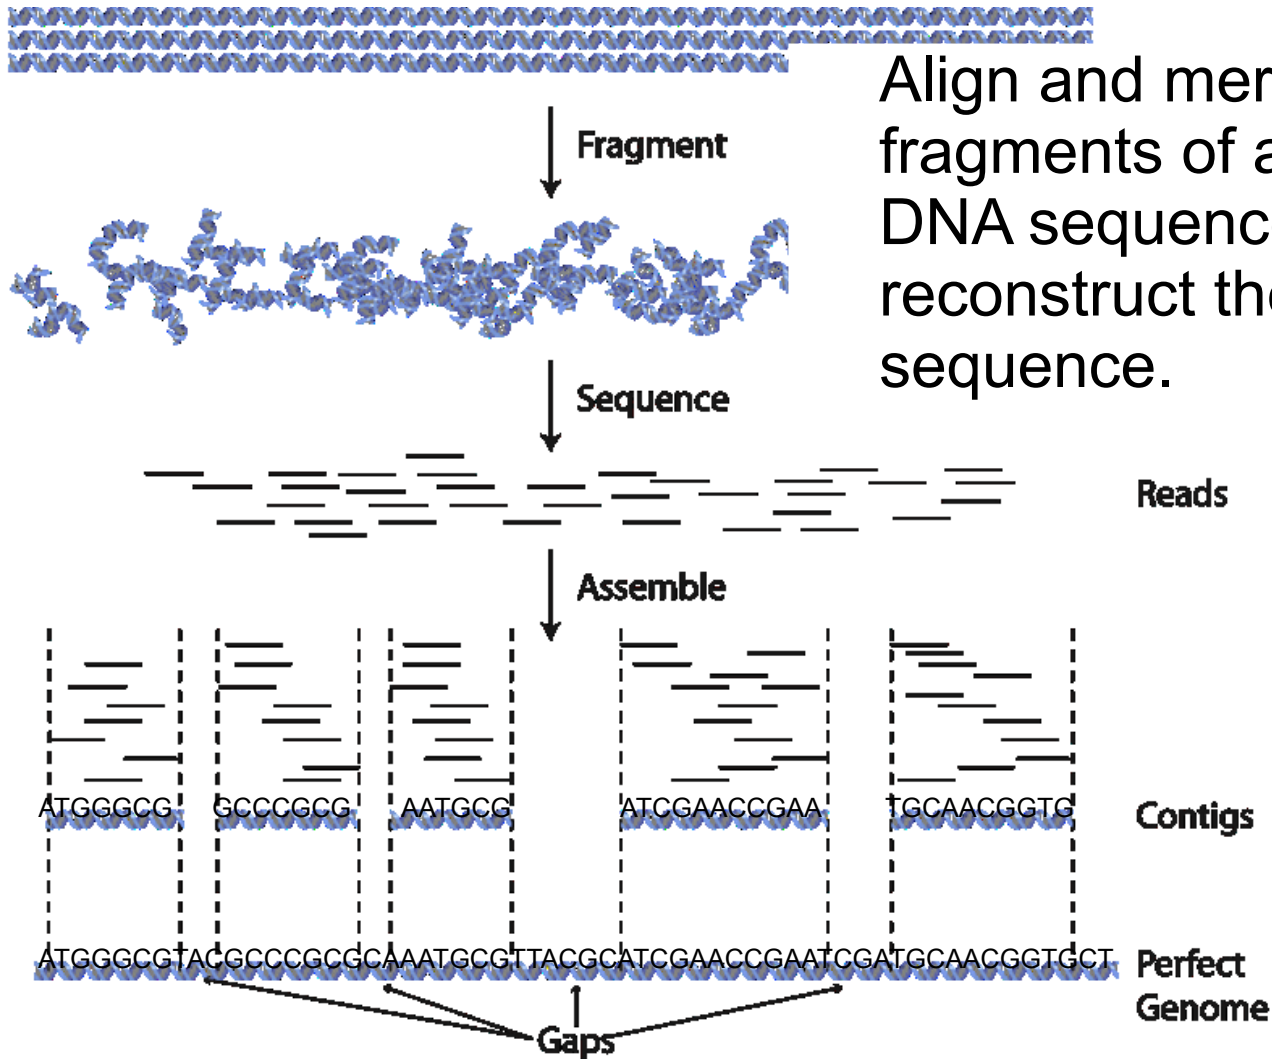 Align and mer
fragments of a
DNA sequenc
reconstruct the
sequence.
Fragment
Sequence
Reads
Assemble
ATGGGCG GCCCGCG AATGCG ATCGAACCGAA TGCAACGGTG
Contigs
ATGGGCGTACGCCCGCGCAAATGCGTTACGCATCGAACCGAATCGATGCAACGGTGCT
Perfect
Genome
Gaps